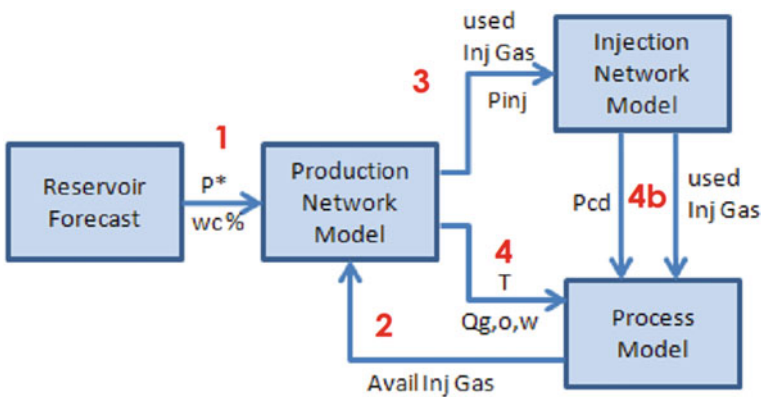 used
Inj Gas
Pinj
3
Injection
Network
Model
1
P*
wc%
Reservoir
Forecast
Production
Network
Model
Pcd
4b
used
Inj Gas
4
T
Qg,o,w
2
Avail Inj Gas
Process
Model